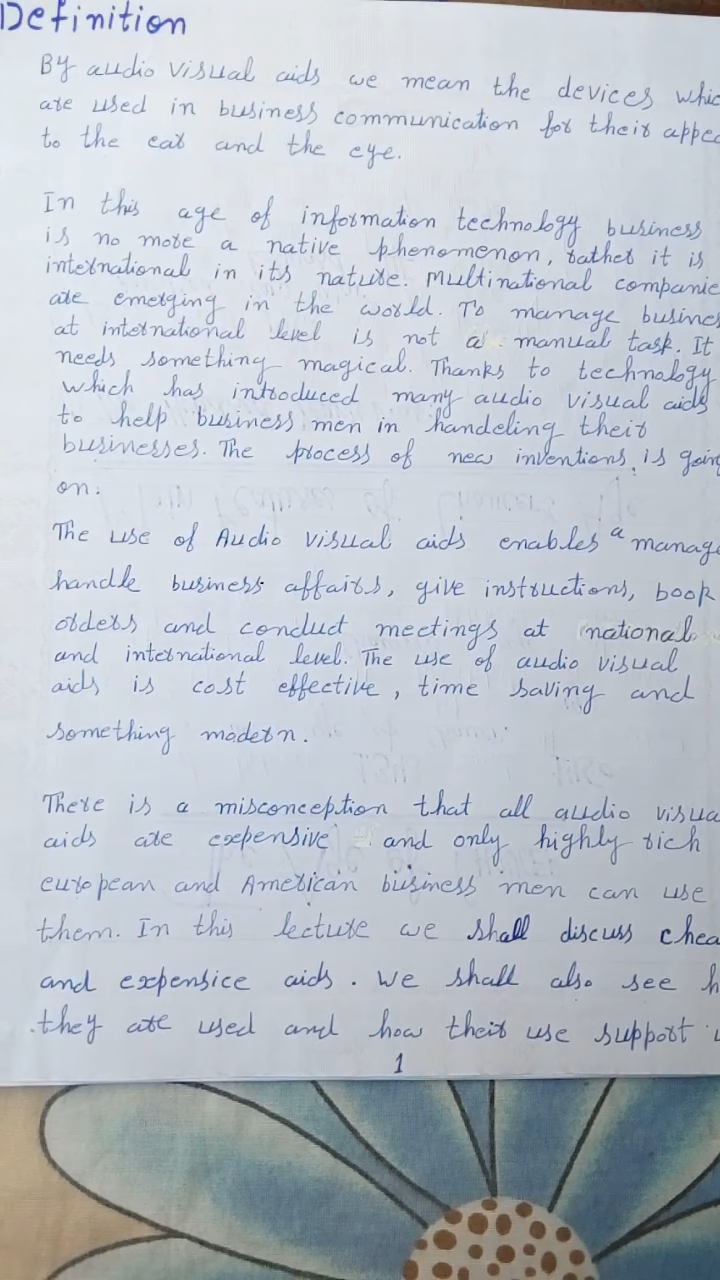 Definition
By audio visual aids we mean the devices whic
are used in business communication for their appea
to the ear and the eye.
In this age of information technology business
is no more a native phenomenon, rather it is
international in its nature. Multinational companie
are emerging in the world. To manage busines
at international level is not a manual task. It
needs something magical. Thanks to technology
which has introduced many audio visual aids
to help business men in handeling their
businesses. The process of new inventions is going
on.
The use of Audio visual aids enables a manage
handle business affairs, give instructions, book
orders and conduct meetings at national
and international level. The use of audio visual
aids is cost effective, time saving and
something modern.
There is a misconception that all audio visua
aids are expensive and only highly rich
european and American business men can use
them. In this lecture we shall discuss chea
and expensice aids. We shall also see h
they are used and how their use support
1